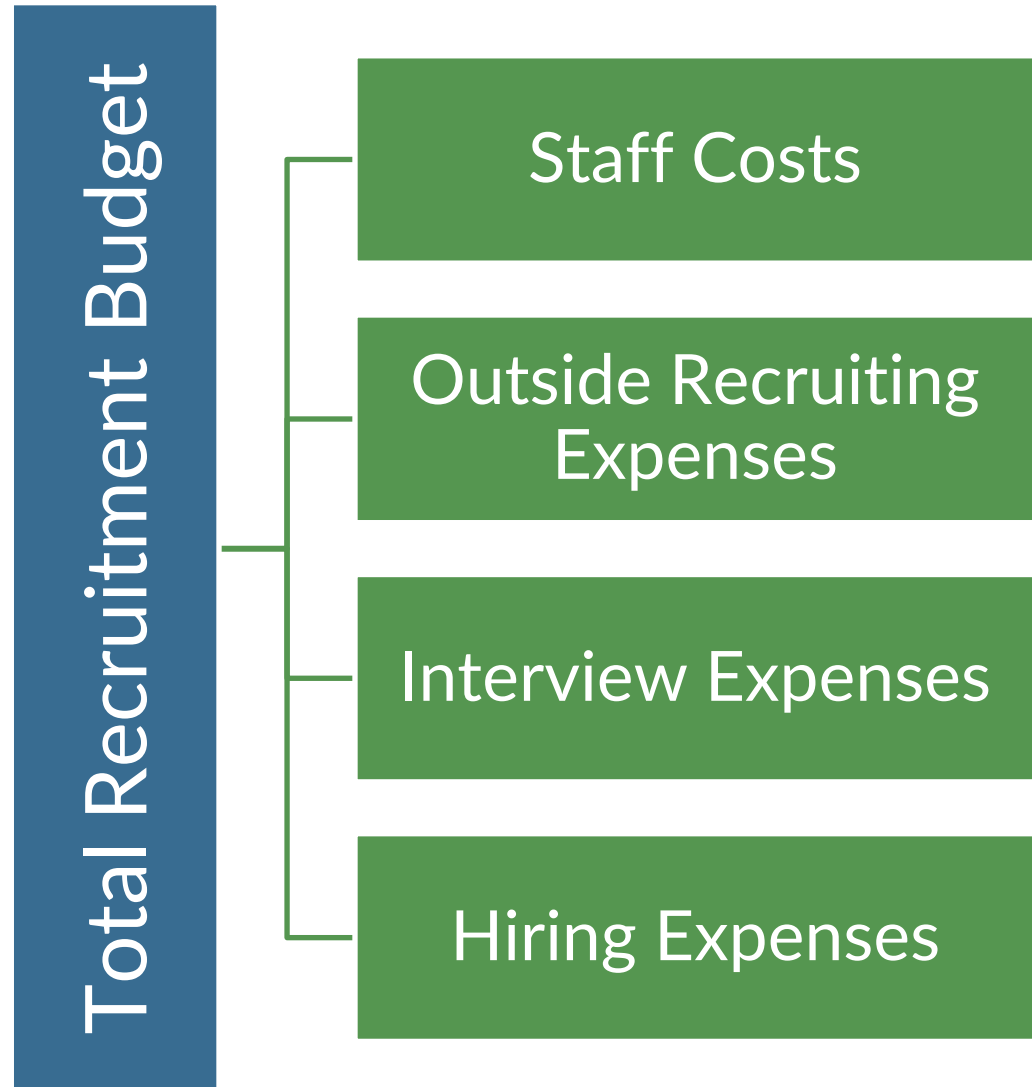 Total Recruitment Budget
Staff Costs
Outside Recruiting
Expenses
Interview Expenses
Hiring Expenses